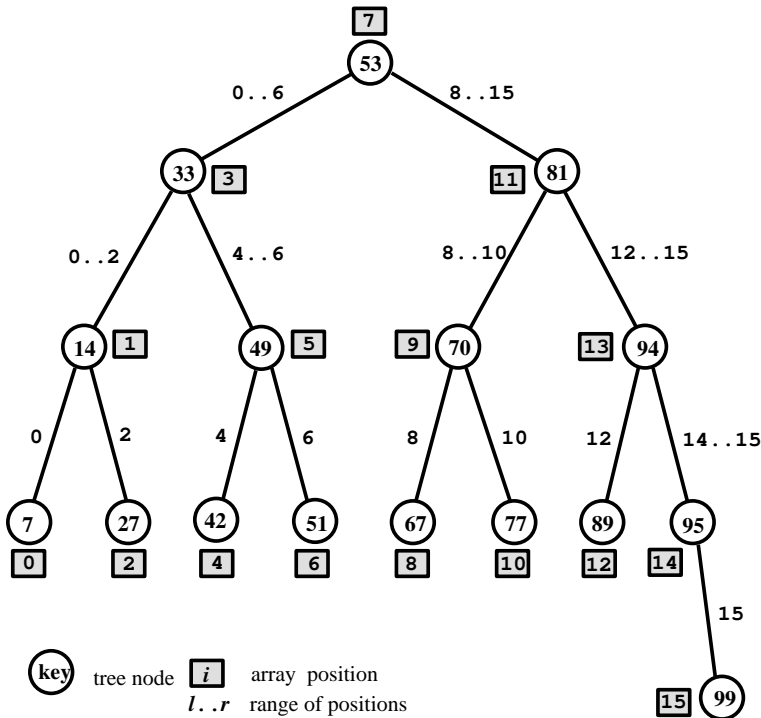 7
53
0..6 8..15
33 3 11 81
0..2 4..6 8..10 12..15
14 1 49 5 9 70 13 94
0 2 4 6 8 10 12 14..15
7 27 42 51 67 77 89 95
0 2 4 6 8 10 12 14
15
key tree node i array position
l..r range of positions
15 99